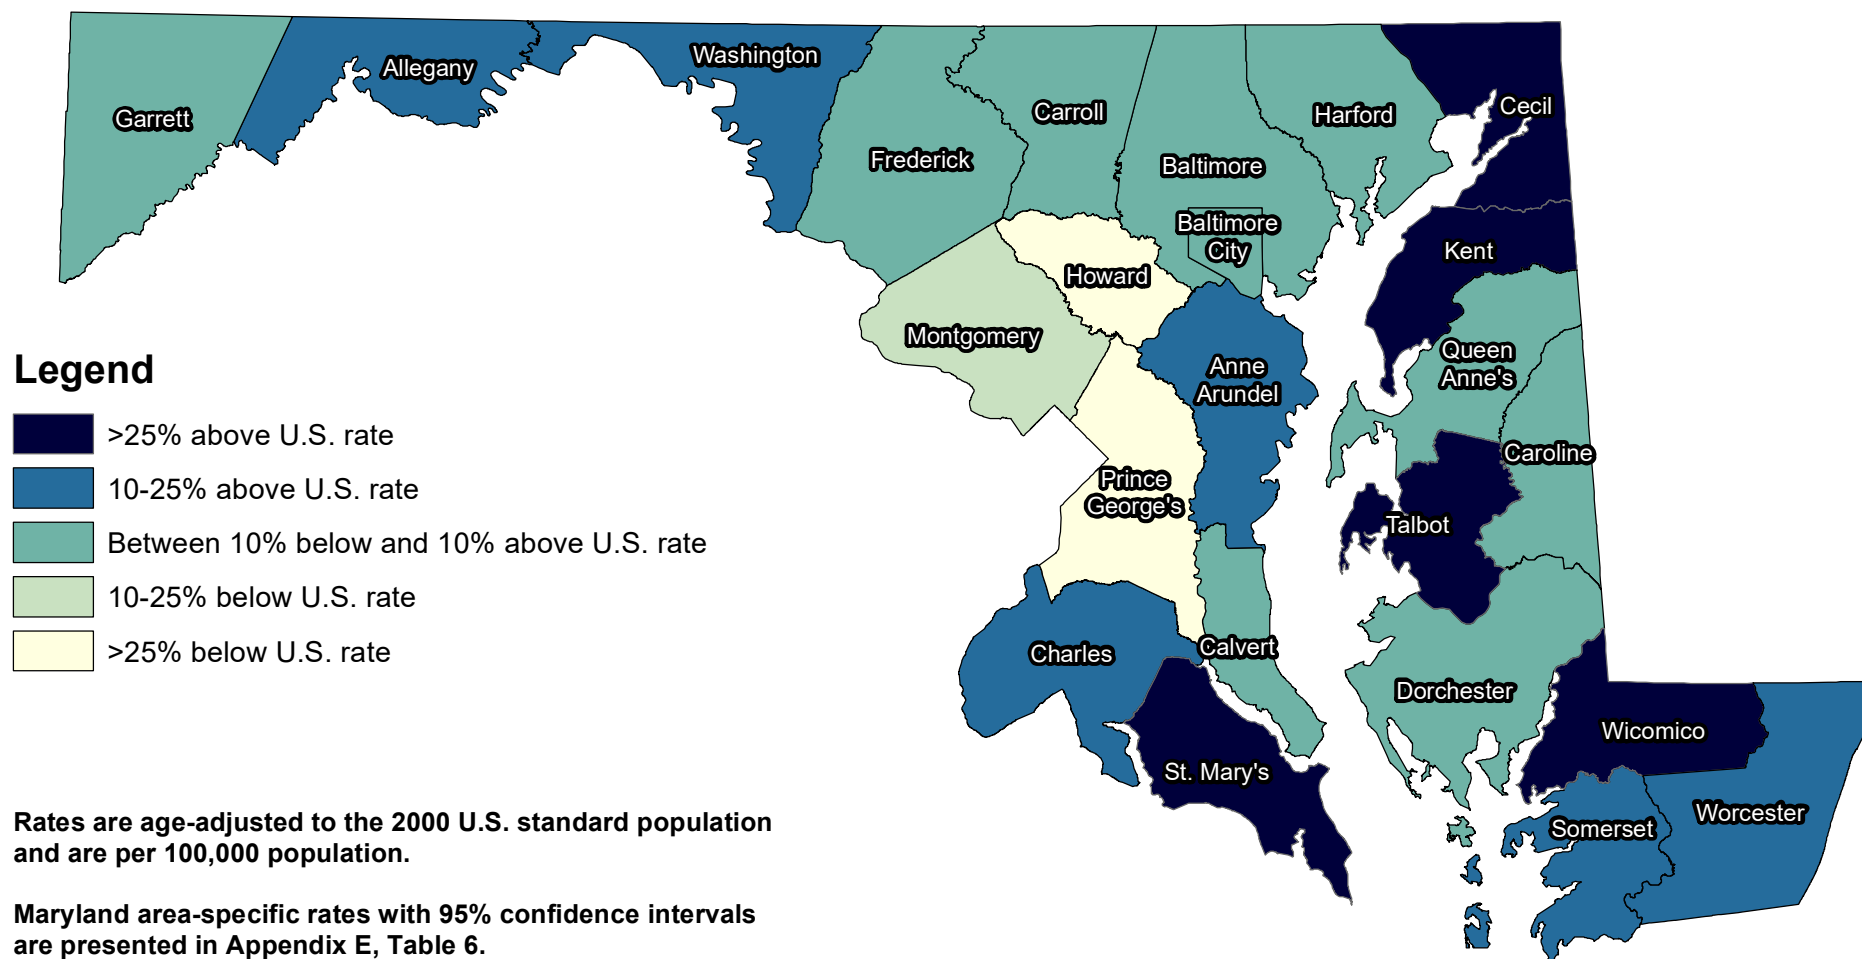 Washington
Allegany
Garrett
Carroll
Harford
Cecil
Frederick
Baltimore
Baltimore
City
Kent
Howard
Montgomery
Queen
Anne's
Anne
Arundel
Caroline
Prince
George's
Talbot
Charles
Calvert
Dorchester
Wicomico
St. Mary's
Worcester
Somerset
Legend
>25% above U.S. rate
10-25% above U.S. rate
Between 10% below and 10% above U.S. rate
10-25% below U.S. rate
>25% below U.S. rate
Rates are age-adjusted to the 2000 U.S. standard population
and are per 100,000 population.
Maryland area-specific rates with 95% confidence intervals
are presented in Appendix E, Table 6.